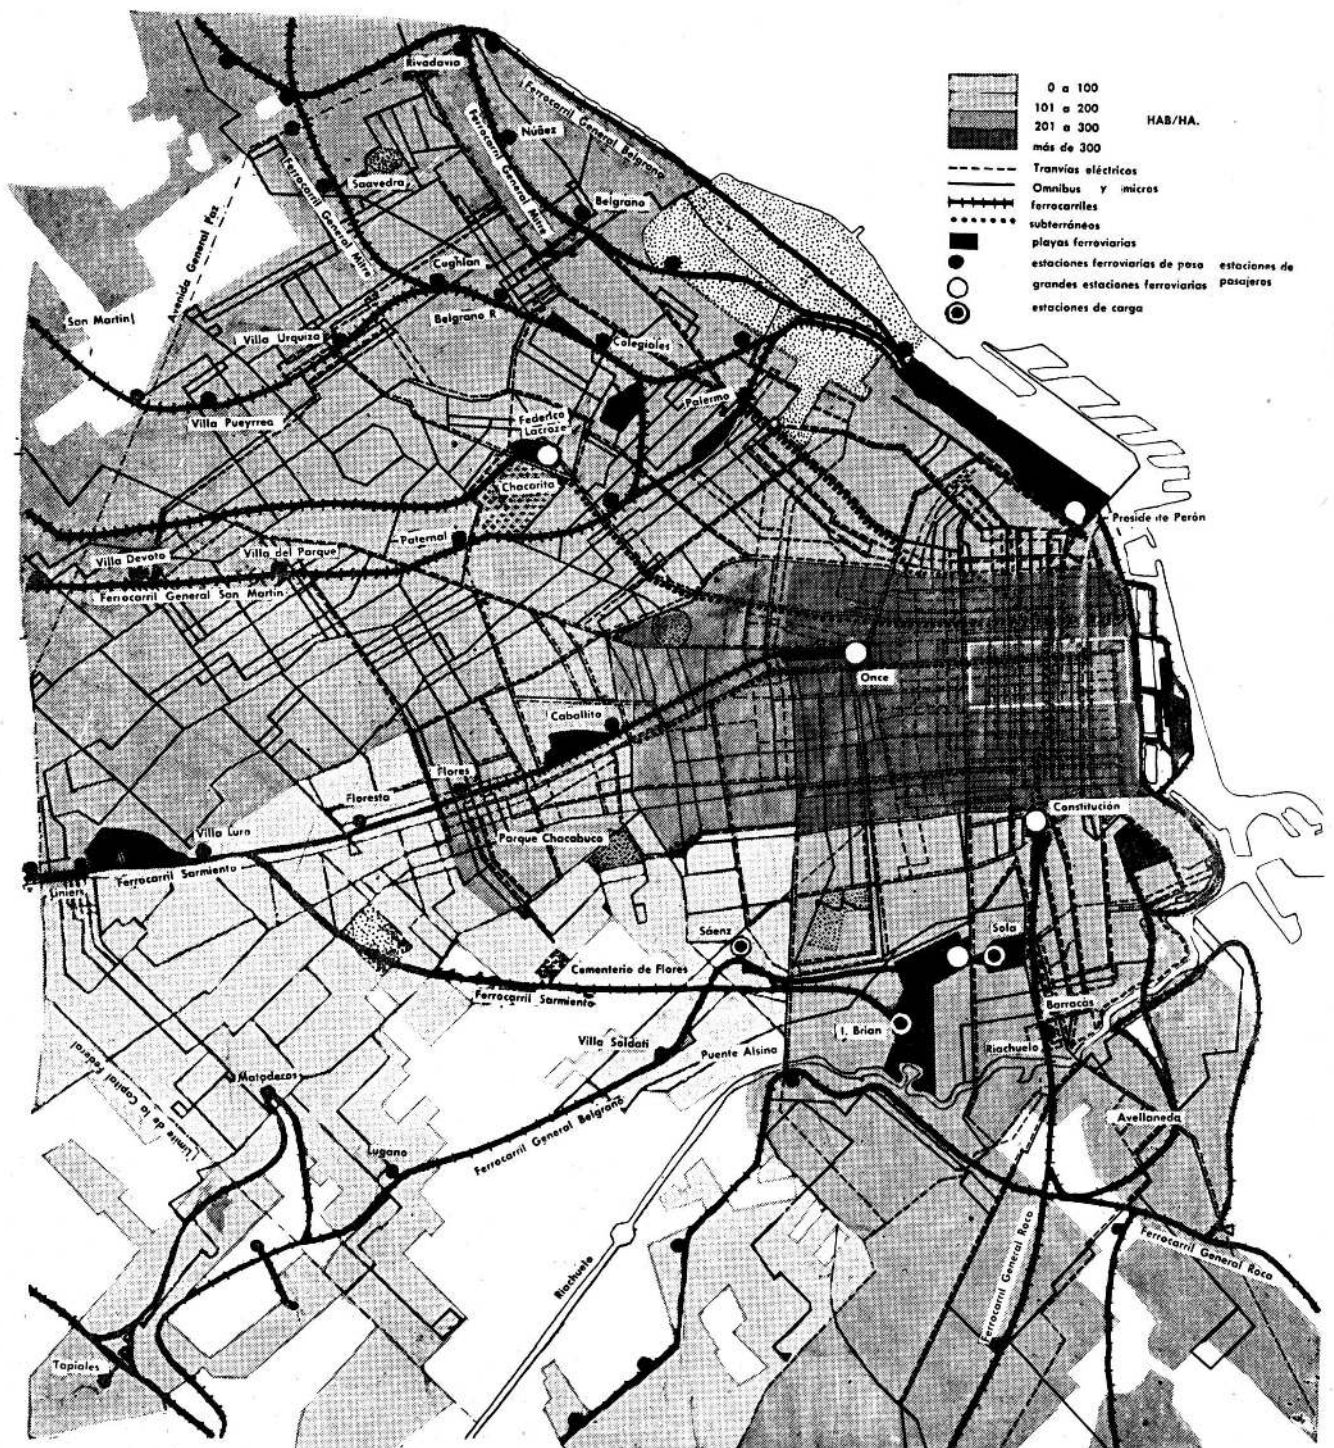 0 a 100
101 a 200
201 a 300
más de 300
HAB/HA.
Tranvías eléctricos
Omnibus y micros
ferrocarriles
subterráneos
playas ferroviarias
estaciones ferroviarias de paso
estaciones de
pasajeros
grandes estaciones ferroviarias
estaciones de carga
Rivadavia
Ferrocarril General Belgrano
Ferrocarril General Mitre
Núñez
Saavedra
Ferrocarril General Mitre
Belgrano
Avenida General Paz
Cughlan
San Martín
Belgrano R
Villa Urquiza
Colegiales
Villa Pueyrrea
Palermo
Federico
Lacroze
Chacarita
Presidente Perón
Paternal
Villa Devoto
Villa del Parque
Ferrocarril General San Martin
Once
Caballito
Flores
Floresta
Constitución
Villa Luro
Parque Chacabuco
Ferrocarril Sarmiento
Liniers
Sáenz
Sola
Cementerio de Flores
Ferrocarril Sarmiento
Barracas
I. Brian
Villa Soldati
Puente Alsina
Riachuelo
Mataderos
Límite de la Capital Federal
Avellaneda
Ferrocarril General Belgrano
Lugano
Riachuelo
Ferrocarril General Roca
Ferrocarril General Roca
Tapiales